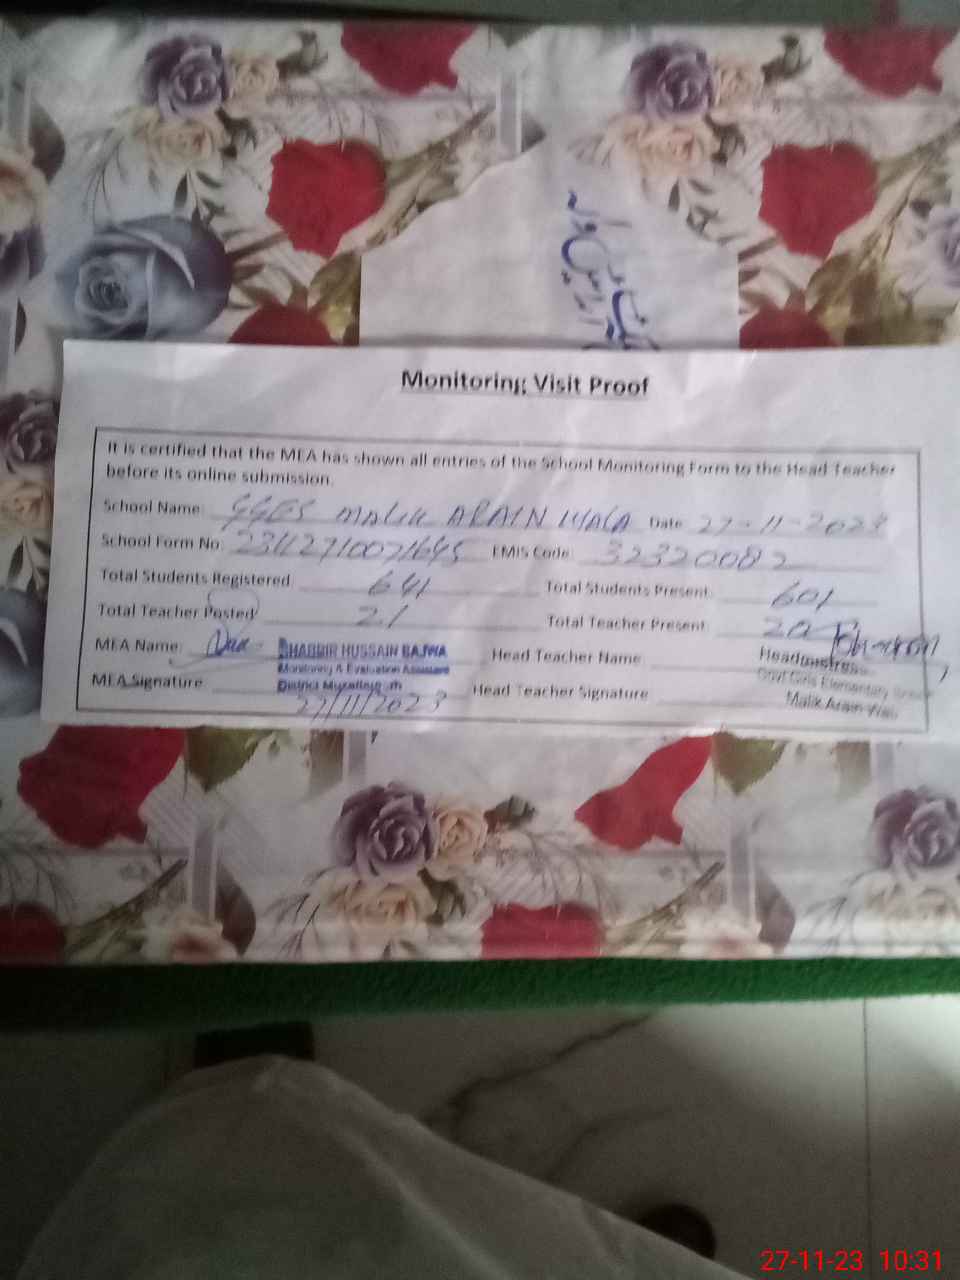 Monitoring Visit Proof
It is certified that the MEA has shown all entries of the School Monitoring Form to the Head Teacher
before its online submission.
School Name: GGES MALIK ARAIN WALA Date 27-11-2023
School Form No: 23112710071645 EMIS Code: 32320082
Total Students Registered 641 Total Students Present: 601
Total Teacher Posted 21 Total Teacher Present: 20
MEA Name: SHABBIR HUSSAIN BAJWA Head Teacher Name Headmistress
Monitoring & Evaluation Assistant Govt Girls Elementary School
MEA Signature District Muzaffargarh Head Teacher Signature Malik Arain Wali
27/11/2023
27-11-23 10:31